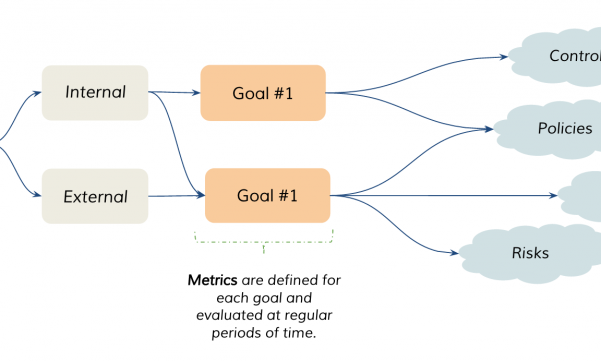 Control
Internal
Goal #1
Policies
External
Goal #1
Risks
Metrics are defined for
each goal and
evaluated at regular
periods of time.